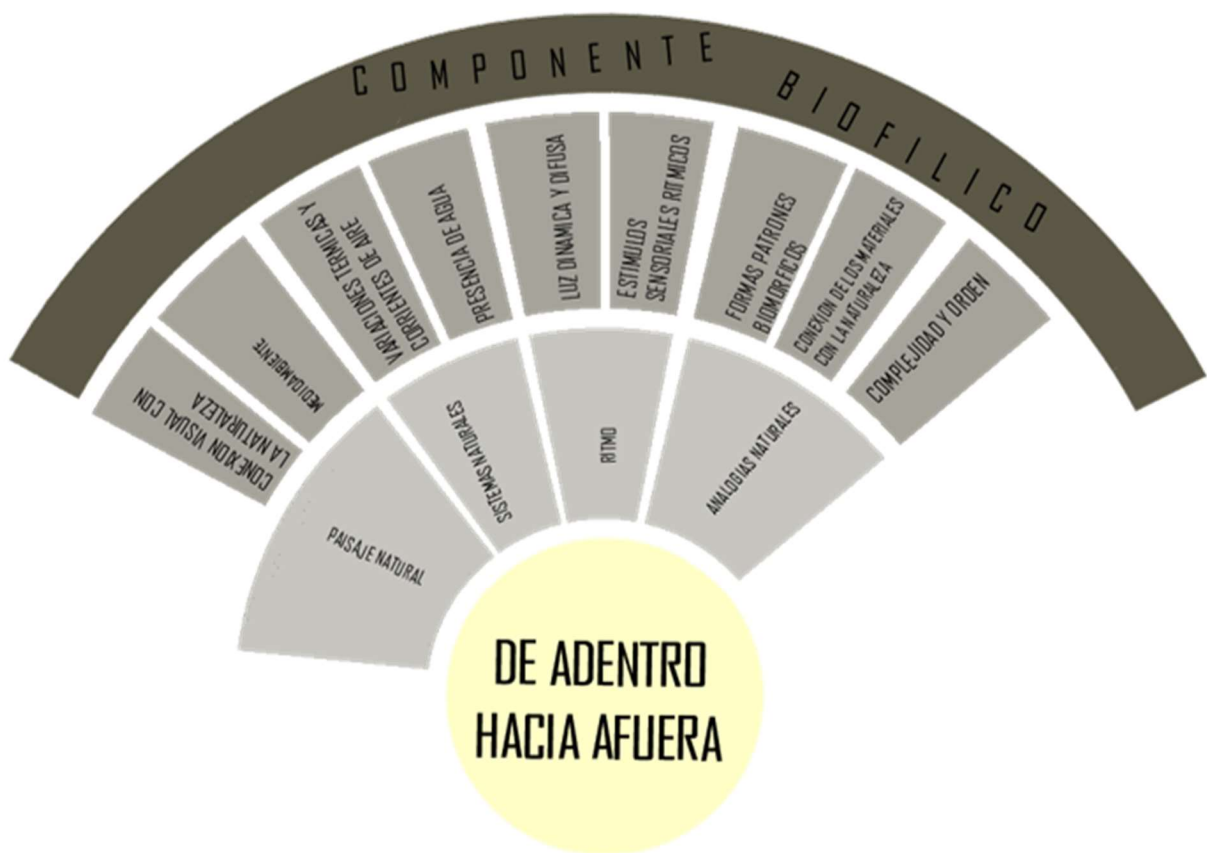 COMPONENTE BIOFILICO
CONEXION VISUAL CON
LA NATURALEZA
MEDIOAMBIENTE
VARIACIONES TERMICAS Y
CORRIENTES DE AIRE
PRESENCIA DE AGUA
LUZ DINAMICA Y DIFUSA
ESTIMULOS
SENSORIALES RITMICOS
FORMAS PATRONES
BIOMORFICOS
CONEXION DE LOS MATERIALES
CON LA NATURALEZA
COMPLEJIDAD Y ORDEN
PAISAJE NATURAL
SISTEMAS NATURALES
RITMO
ANALOGIAS NATURALES
DE ADENTRO
HACIA AFUERA